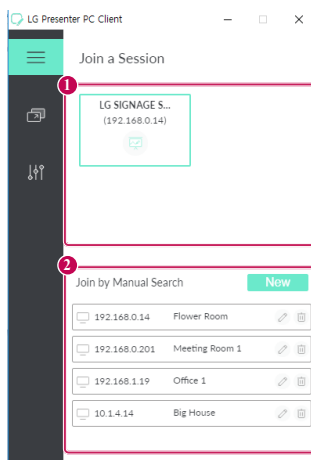 LG Presenter PC Client
Join a Session
1
LG SIGNAGE S...
(192.168.0.14)
2
Join by Manual Search
New
192.168.0.14 Flower Room
192.168.0.201 Meeting Room 1
192.168.1.19 Office 1
10.1.4.14 Big House